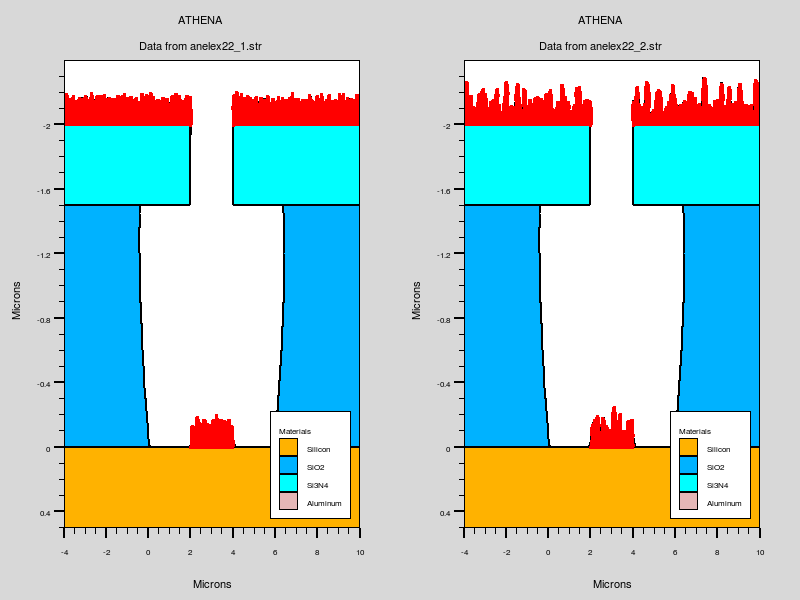 ATHENA
Data from anelex22_1.str
Microns
-2
-1.6
-1.2
-0.8
-0.4
0
0.4
Materials
Silicon
SiO2
Si3N4
Aluminum
-4 -2 0 2 4 6 8 10
Microns
ATHENA
Data from anelex22_2.str
Microns
-2
-1.6
-1.2
-0.8
-0.4
0
0.4
Materials
Silicon
SiO2
Si3N4
Aluminum
-4 -2 0 2 4 6 8 10
Microns